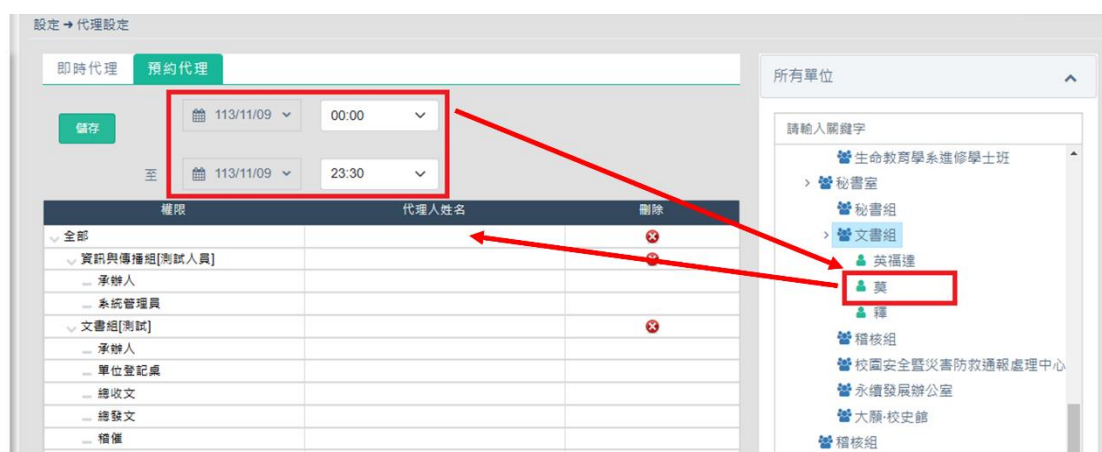 設定➔代理設定
即時代理 預約代理
儲存
113/11/09 00:00
至 113/11/09 23:30
權限 代理人姓名 刪除
全部
資訊與傳播組[測試人員]
承辦人
系統管理員
文書組[測試]
承辦人
單位登記桌
總收文
總發文
稽催
所有單位
請輸入關鍵字
生命教育學系進修學士班
秘書室
秘書組
文書組
英福達
莫
釋
稽核組
校園安全暨災害防救通報處理中心
永續發展辦公室
大願‧校史館
稽核組